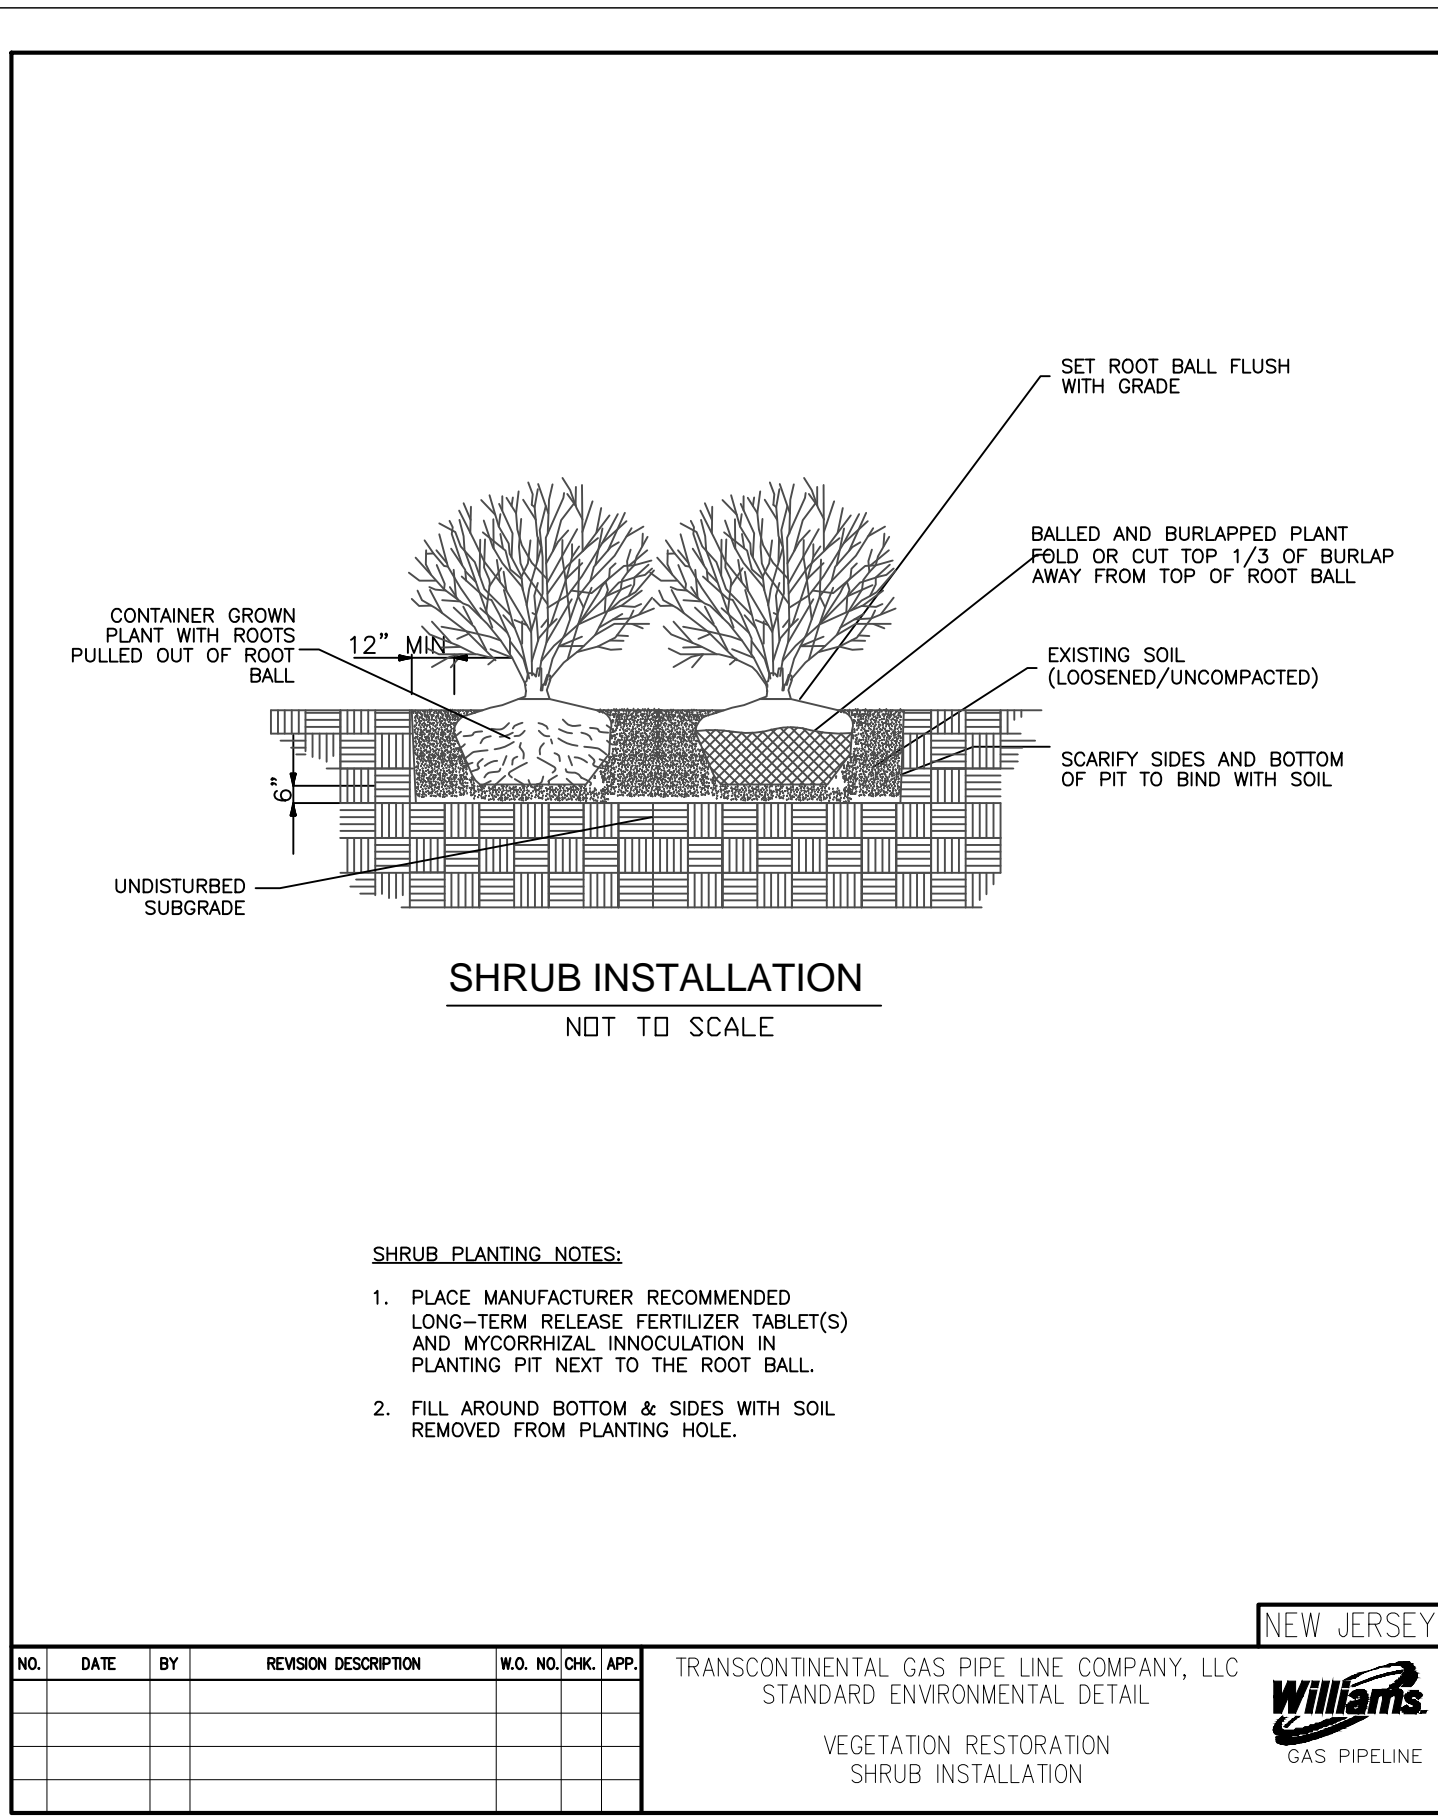 SET ROOT BALL FLUSH
WITH GRADE
BALLED AND BURLAPPED PLANT
FOLD OR CUT TOP 1/3 OF BURLAP
AWAY FROM TOP OF ROOT BALL
CONTAINER GROWN
PLANT WITH ROOTS
PULLED OUT OF ROOT
BALL
12" MIN.
EXISTING SOIL
(LOOSENED/UNCOMPACTED)
SCARIFY SIDES AND BOTTOM
OF PIT TO BIND WITH SOIL
6"
UNDISTURBED
SUBGRADE
SHRUB INSTALLATION
NOT TO SCALE
SHRUB PLANTING NOTES:
1. PLACE MANUFACTURER RECOMMENDED
LONG-TERM RELEASE FERTILIZER TABLET(S)
AND MYCORRHIZAL INNOCULATION IN
PLANTING PIT NEXT TO THE ROOT BALL.
2. FILL AROUND BOTTOM & SIDES WITH SOIL
REMOVED FROM PLANTING HOLE.
NEW JERSEY
NO. DATE BY REVISION DESCRIPTION W.O. NO. CHK. APP.
TRANSCONTINENTAL GAS PIPE LINE COMPANY, LLC
STANDARD ENVIRONMENTAL DETAIL
VEGETATION RESTORATION
SHRUB INSTALLATION
Williams.
GAS PIPELINE